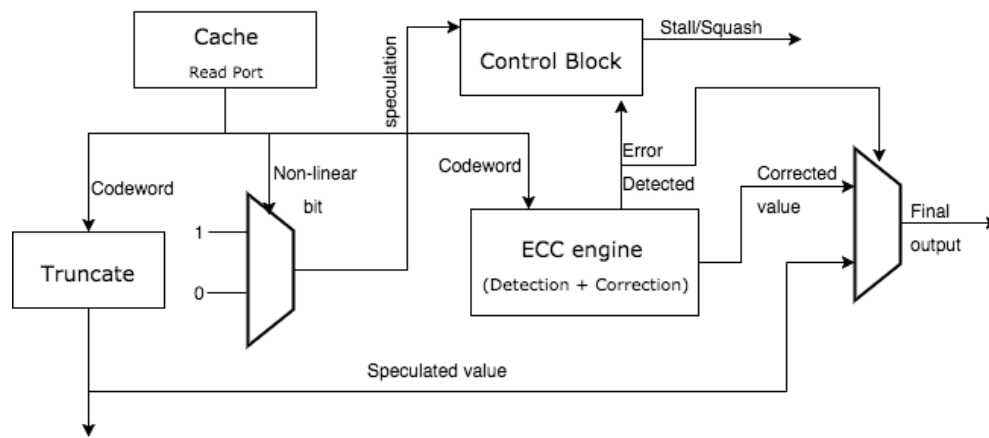 Cache
Read Port
speculation
Control Block
Stall/Squash
Codeword
Non-linear
bit
Codeword
Error
Detected
Corrected
value
Final
output
1
0
Truncate
ECC engine
(Detection + Correction)
Speculated value